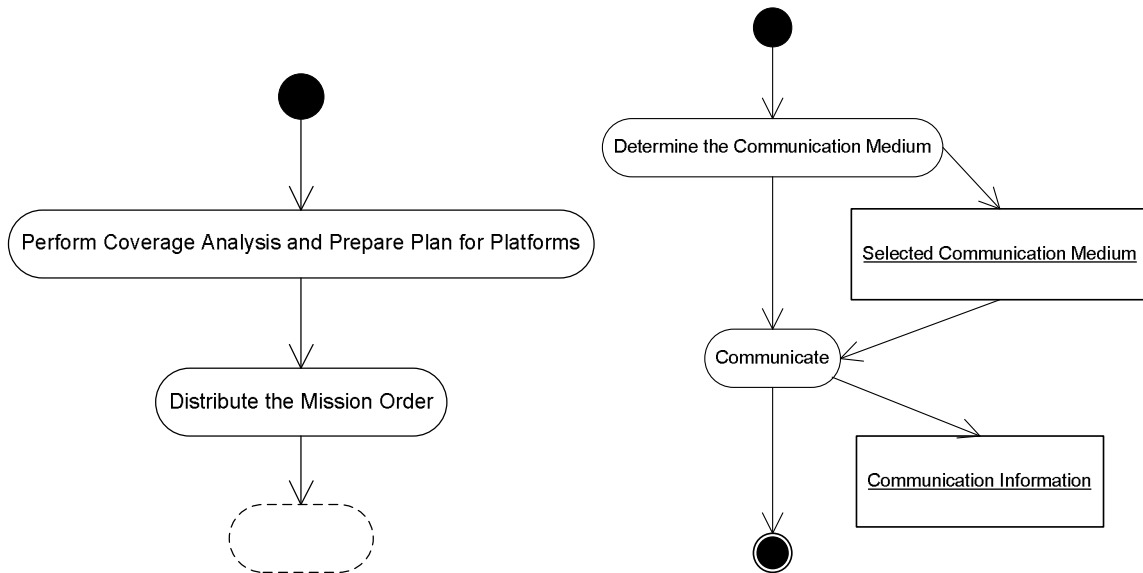 Perform Coverage Analysis and Prepare Plan for Platforms
Distribute the Mission Order
Determine the Communication Medium
Selected Communication Medium
Communicate
Communication Information